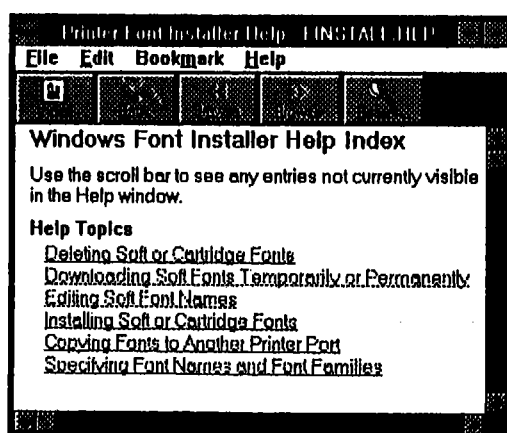 Printer Font Installer Help - FINSTALL.HLP
File Edit Bookmark Help
Windows Font Installer Help Index
Use the scroll bar to see any entries not currently visible
in the Help window.
Help Topics
Deleting Soft or Cartridge Fonts
Downloading Soft Fonts Temporarily or Permanently
Editing Soft Font Names
Installing Soft or Cartridge Fonts
Copying Fonts to Another Printer Port
Specifying Font Names and Font Families